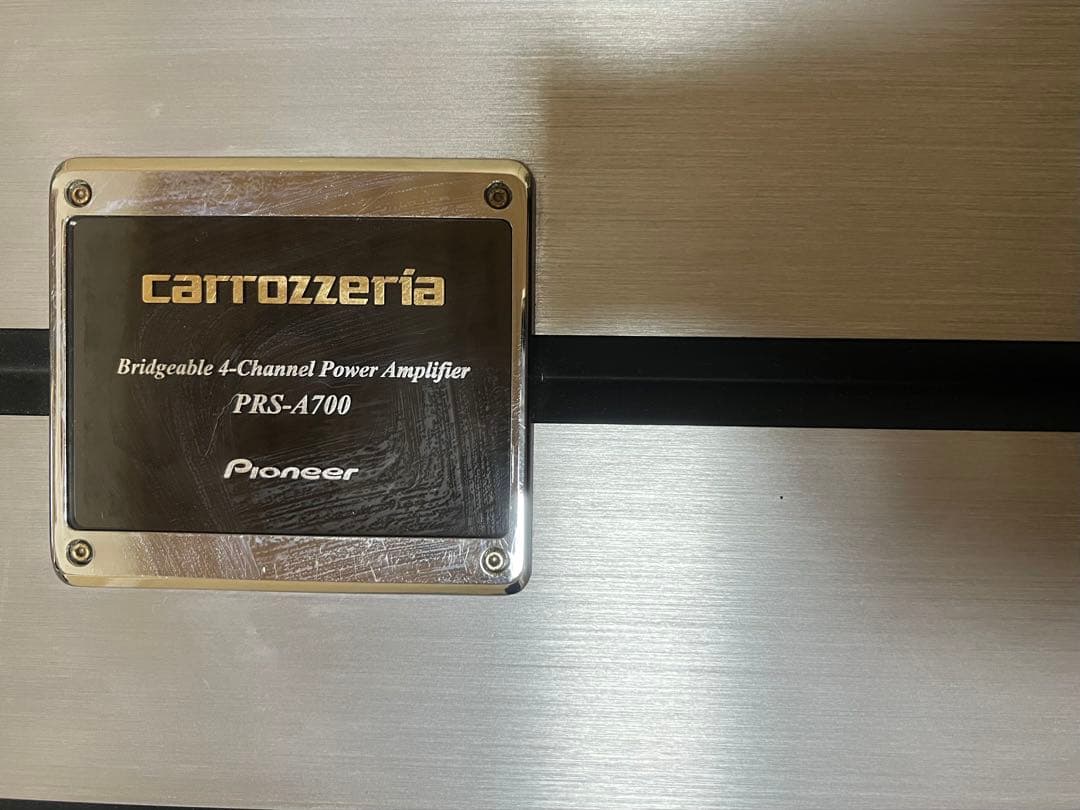 carrozzeria
Bridgeable 4-Channel Power Amplifier
PRS-A700
Pioneer